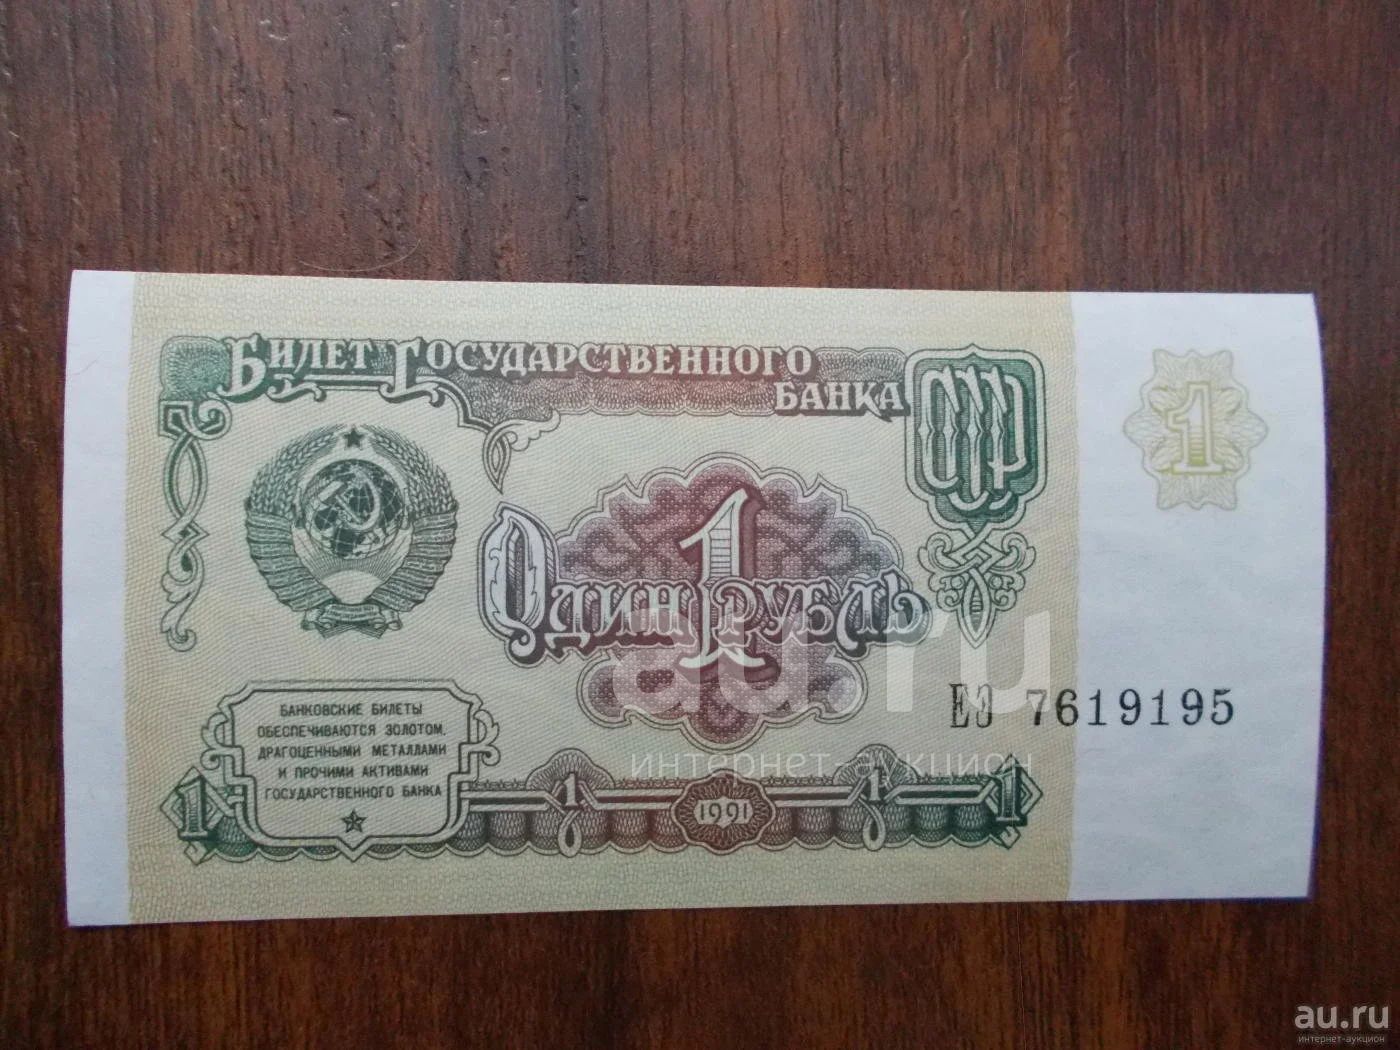 Билет Государственного
Банка
СССР
1
1
Один рубль
au.ru
интернет-аукцион
7619195
БАНКОВСКИЕ БИЛЕТЫ
ОБЕСПЕЧИВАЮТСЯ ЗОЛОТОМ,
ДРАГОЦЕННЫМИ МЕТАЛЛАМИ
И ПРОЧИМИ АКТИВАМИ
ГОСУДАРСТВЕННОГО БАНКА
1 1 1991 1 1
au.ru
интернет-аукцион